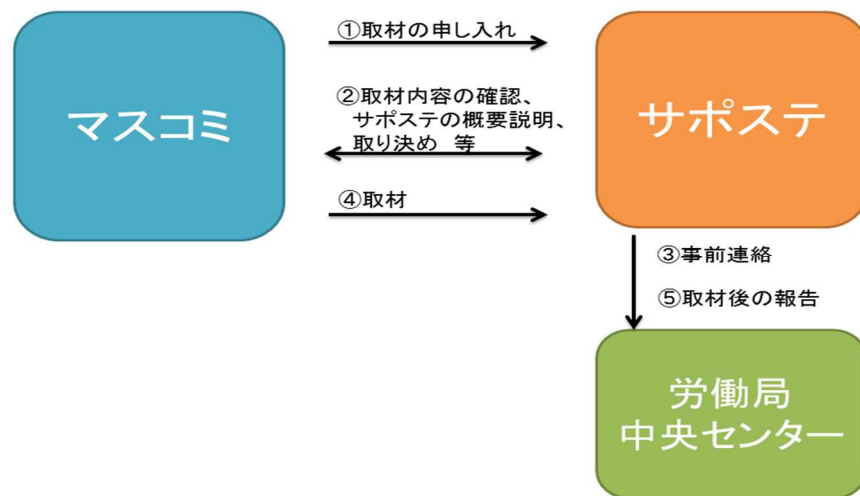 ①取材の申し入れ
マスコミ
②取材内容の確認、
サポステの概要説明、
取り決め　等
サポステ
④取材
③事前連絡
⑤取材後の報告
労働局
中央センター